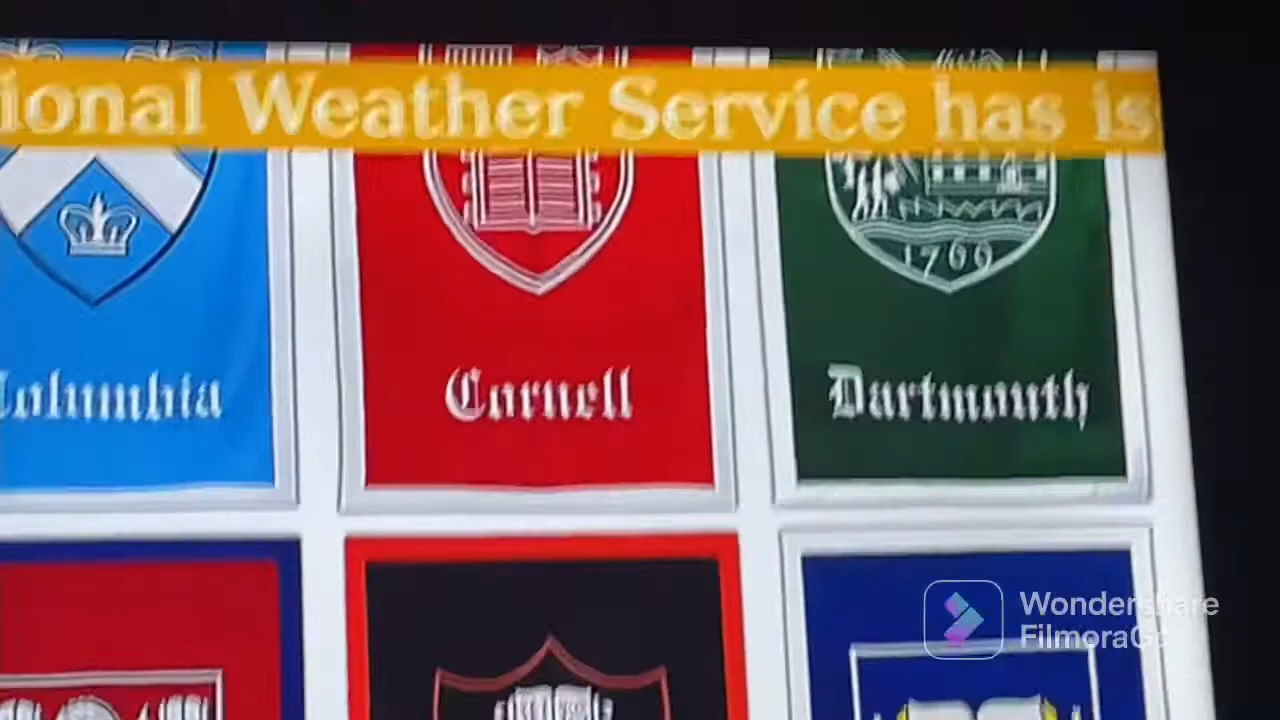 ional Weather Service has is
1769
Columbia
Cornell
Dartmouth
Wondershare
FilmoraGo